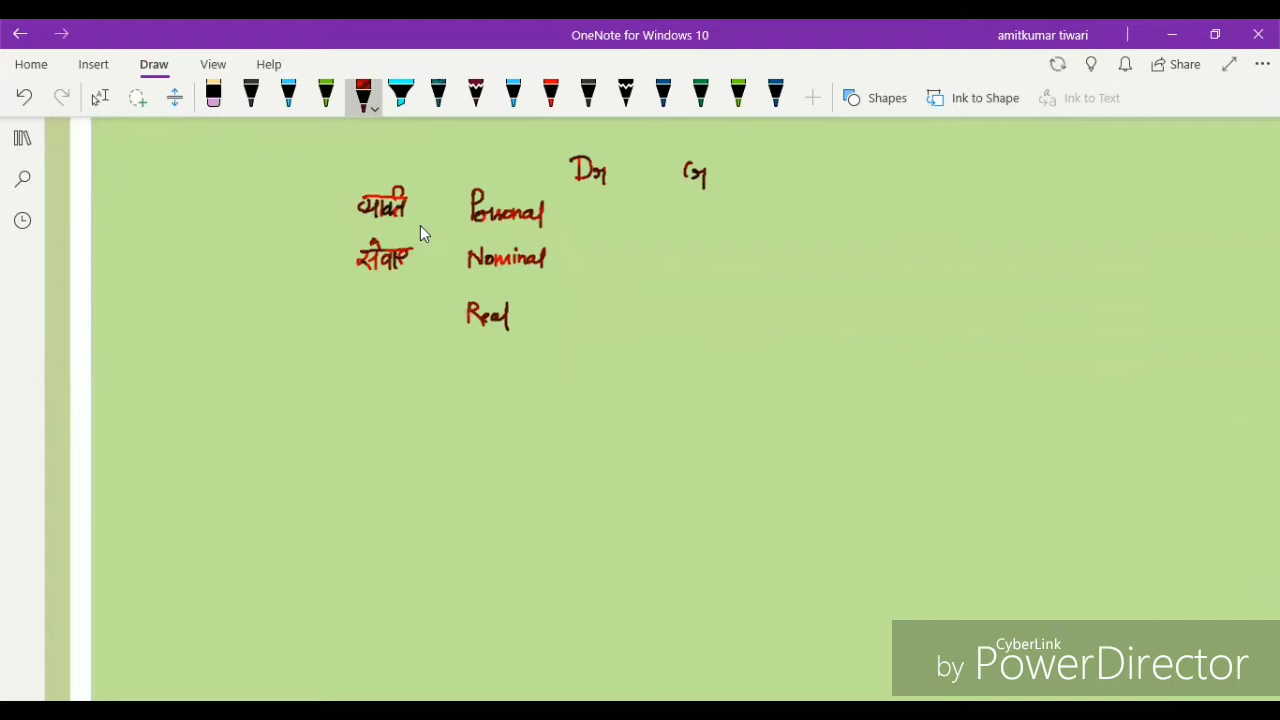 OneNote for Windows 10
amitkumar tiwari
Home Insert Draw View Help
Share
Shapes Ink to Shape Ink to Text
Dr Cr
व्यक्ति Personal
सेवाए Nominal
Real
CyberLink
by PowerDirector